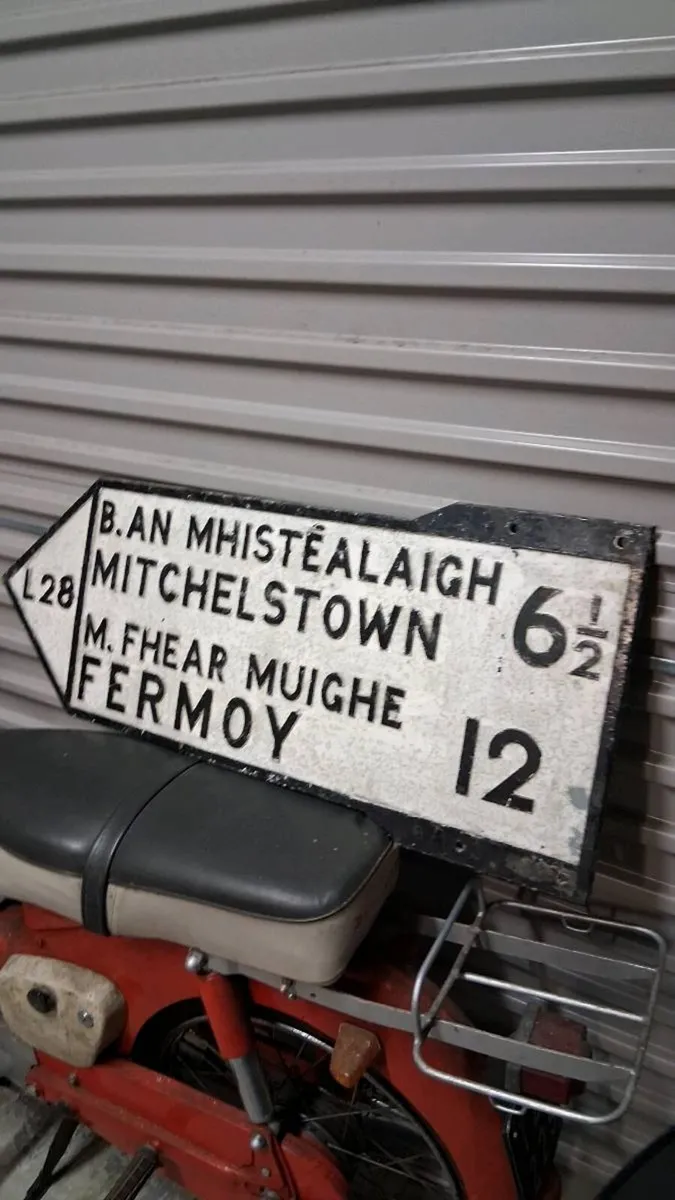 L28
B.AN MHISTÉALAIGH
MITCHELSTOWN 6½
M. FHEAR MUIGHE
FERMOY 12